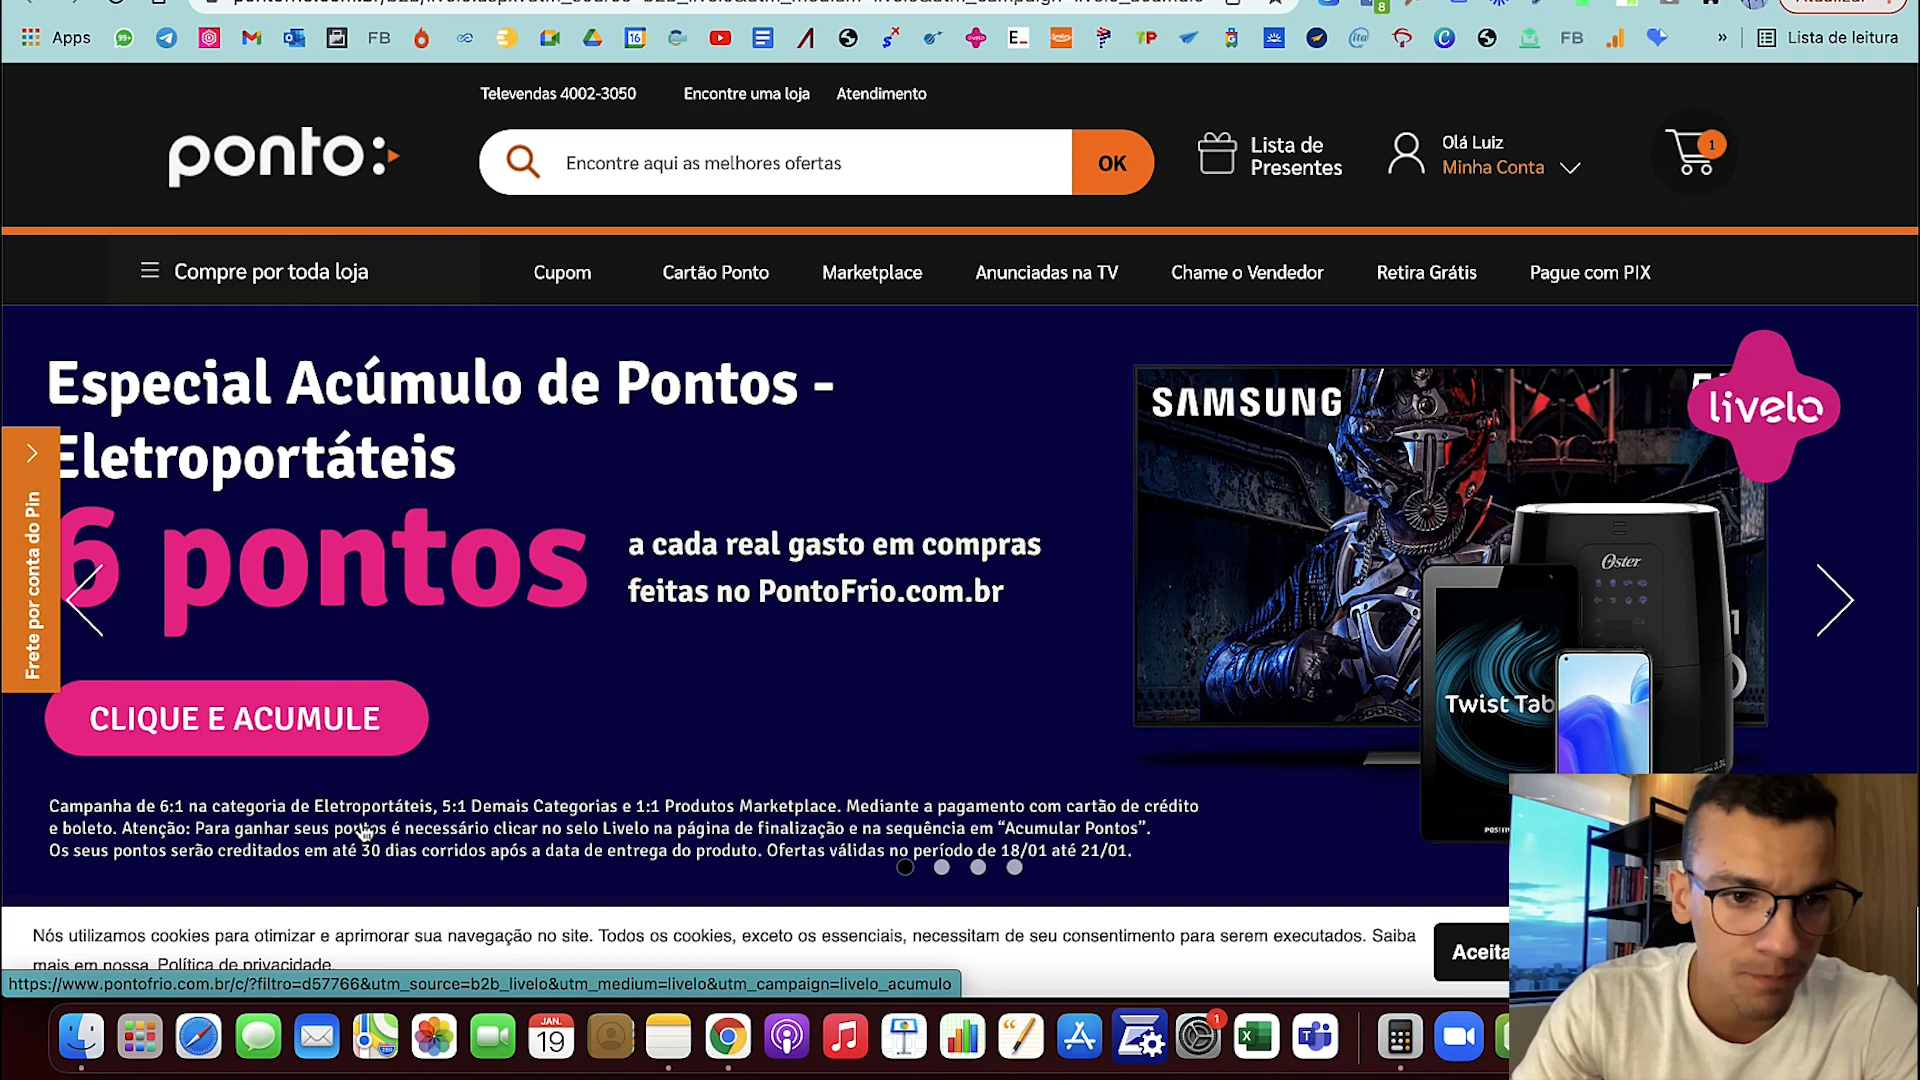 Apps
FB
FB
Lista de leitura
Televendas 4002-3050
Encontre uma loja
Atendimento
ponto:
Encontre aqui as melhores ofertas
OK
Lista de
Presentes
Olá Luiz
Minha Conta
1
Compre por toda loja
Cupom
Cartão Ponto
Marketplace
Anunciadas na TV
Chame o Vendedor
Retira Grátis
Pague com PIX
Especial Acúmulo de Pontos -
Eletroportáteis
6 pontos
a cada real gasto em compras
feitas no PontoFrio.com.br
Frete por conta do Pin
CLIQUE E ACUMULE
SAMSUNG
livelo
Oster
Twist Tab
Campanha de 6:1 na categoria de Eletroportáteis, 5:1 Demais Categorias e 1:1 Produtos Marketplace. Mediante a pagamento com cartão de crédito
e boleto. Atenção: Para ganhar seus pontos é necessário clicar no selo Livelo na página de finalização e na sequência em “Acumular Pontos”.
Os seus pontos serão creditados em até 30 dias corridos após a data de entrega do produto. Ofertas válidas no período de 18/01 até 21/01.
Nós utilizamos cookies para otimizar e aprimorar sua navegação no site. Todos os cookies, exceto os essenciais, necessitam de seu consentimento para serem executados. Saiba
mais em nossa Política de privacidade.
Aceita
https://www.pontofrio.com.br/c/?filtro=d57766&utm_source=b2b_livelo&utm_medium=livelo&utm_campaign=livelo_acumulo
JAN.
19
1